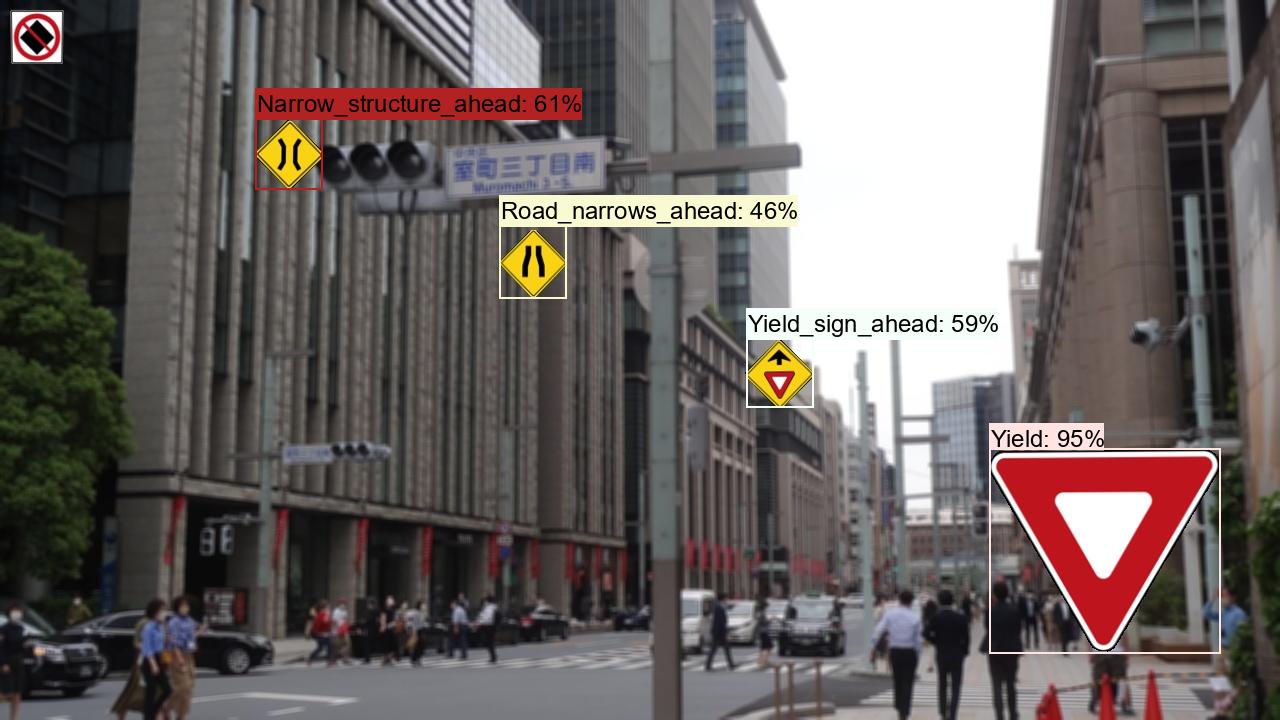 Narrow_structure_ahead: 61%
室町三丁目南
Muromachi 3-S.
Road_narrows_ahead: 46%
Yield_sign_ahead: 59%
Yield: 95%